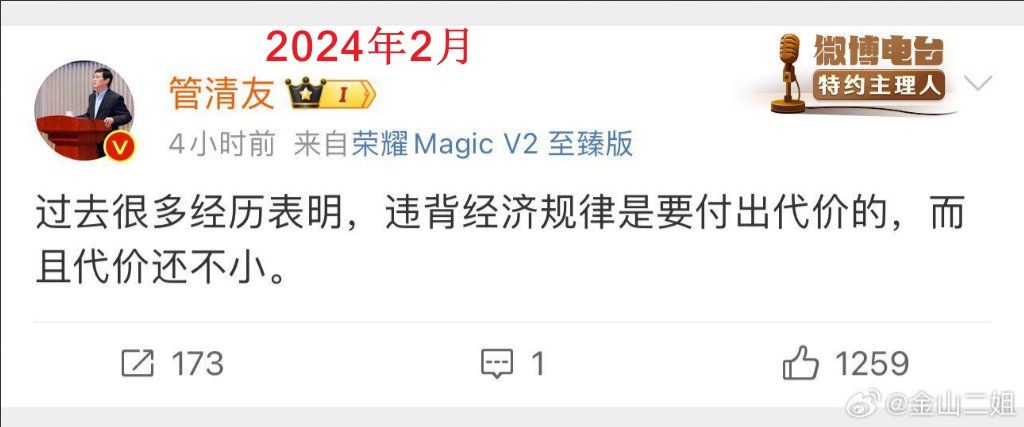 2024年2月
微博电台
特约主理人
管清友 I
4小时前 来自荣耀Magic V2 至臻版
过去很多经历表明，违背经济规律是要付出代价的，而
且代价还不小。
173 1 1259
@金山二姐